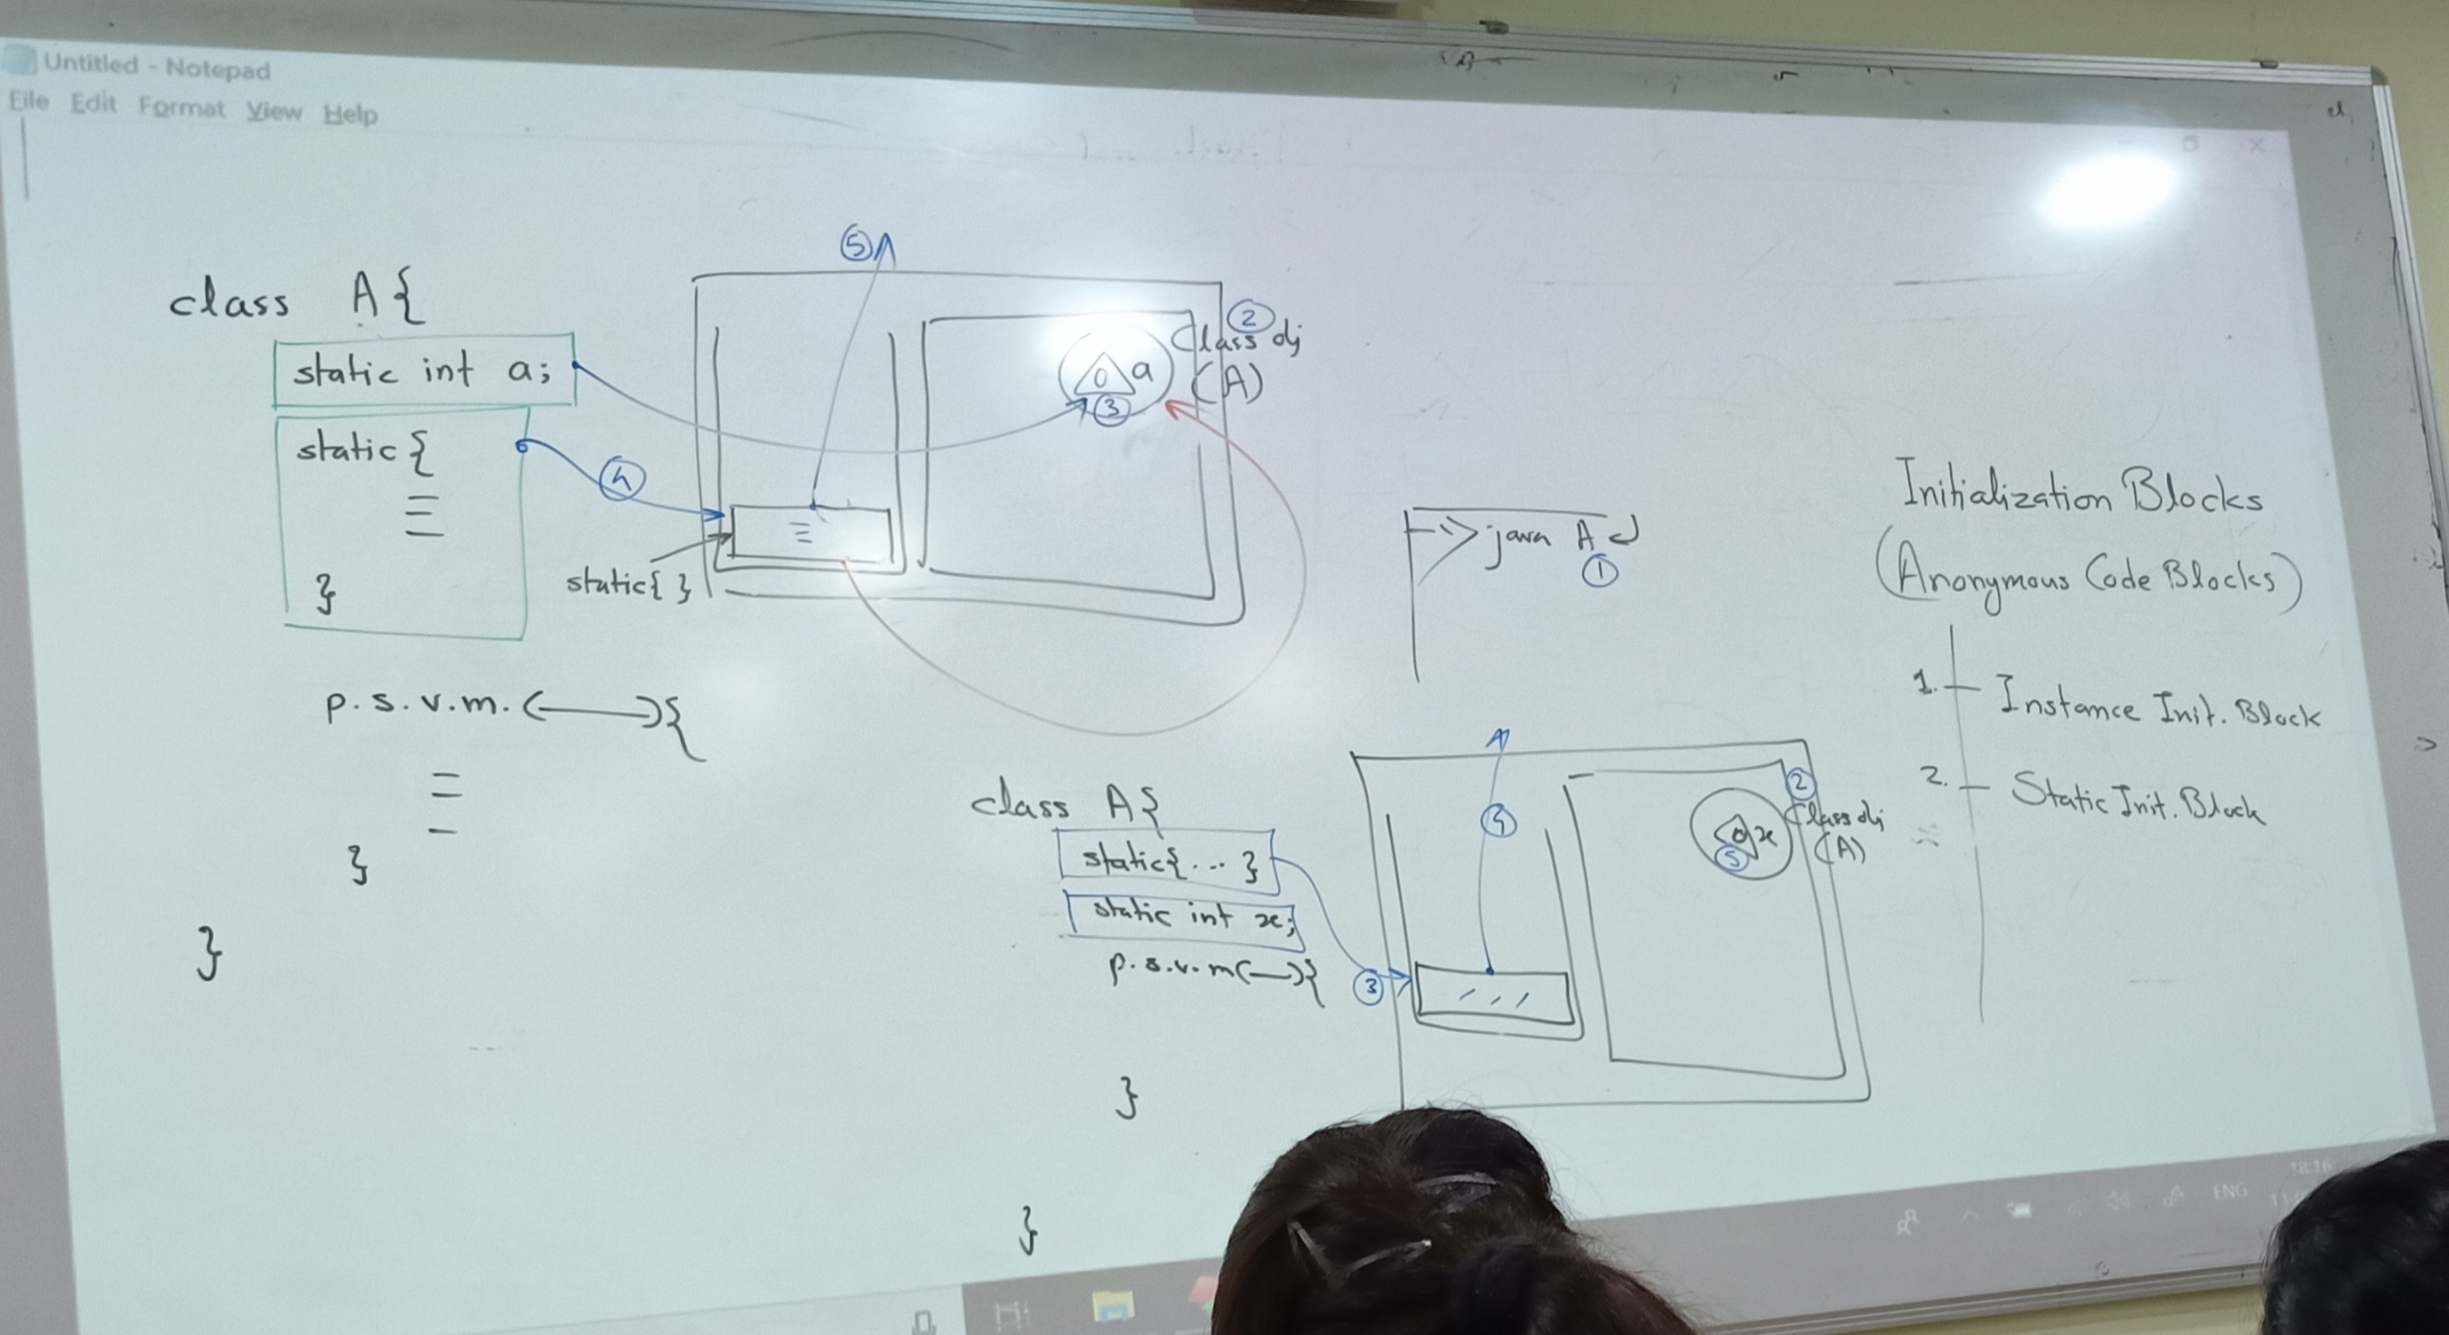 Untitled - Notepad
File Edit Format View Help
class A{
static int a;
static {
}
p.s.v.m. ( ){
}
}
5
4
static{ }
0 a
3
2
Class obj
(A)
> java A
1
class A{
static{ ... }
static int x;
p.s.v.m( ){
}
}
3
4
0 x
5
2
Class obj
(A)
Initialization Blocks
(Anonymous Code Blocks)
1. Instance Init. Block
2. Static Init. Block
ENG
18:16